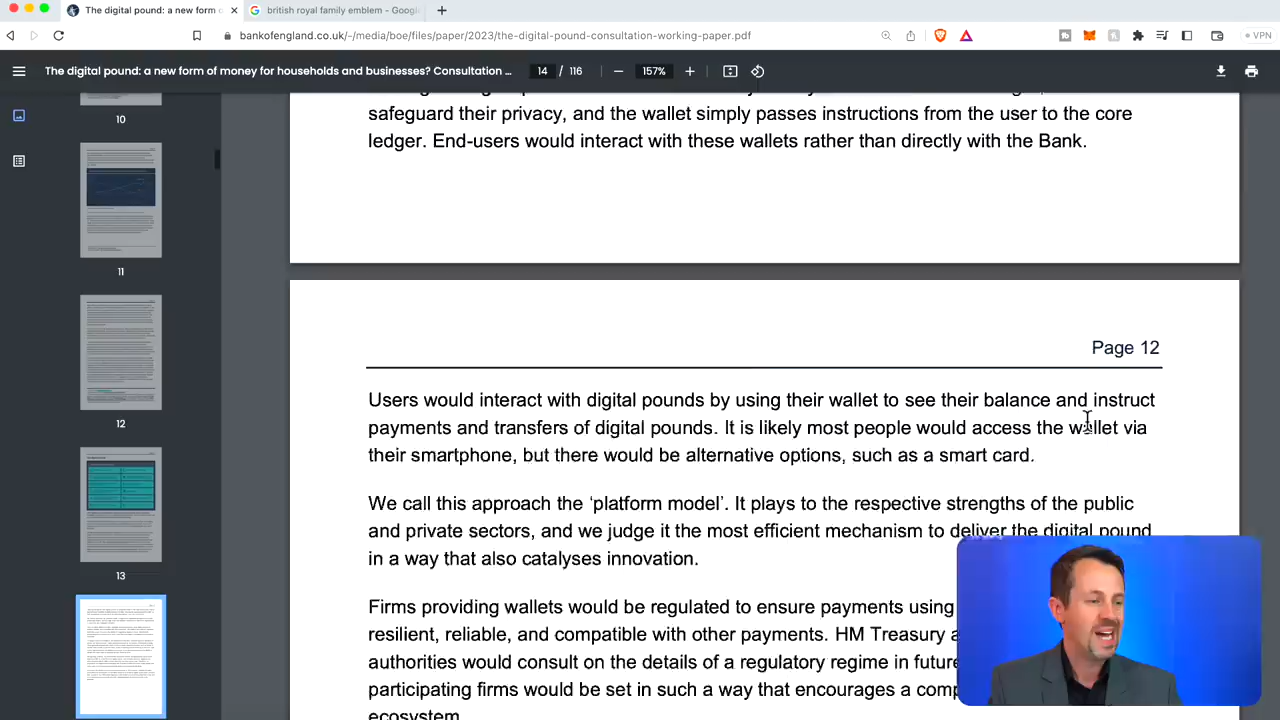 The digital pound: a new form o
british royal family emblem - Goog
bankofengland.co.uk/-/media/boe/files/paper/2023/the-digital-pound-consultation-working-paper.pdf
VPN
The digital pound: a new form of money for households and businesses? Consultation ...
14 / 116
157%
10
11
12
13
safeguard their privacy, and the wallet simply passes instructions from the user to the core
ledger. End-users would interact with these wallets rather than directly with the Bank.
Page 12
Users would interact with digital pounds by using their wallet to see their balance and instruct
payments and transfers of digital pounds. It is likely most people would access the wallet via
their smartphone, but there would be alternative options, such as a smart card.
We call this approach the ‘platform model’. It plays to the respective strengths of the public
and private sectors, and we judge it the most efficient mechanism to deliver the digital pound
in a way that also catalyses innovation.
Firms providing wallets would be regulated to ensure payments using
resilient, reliable, and compatible with other payments. HM Treasury
authorities would consult on the details of a regulatory regime in
participating firms would be set in such a way that encourages a
ecosystem